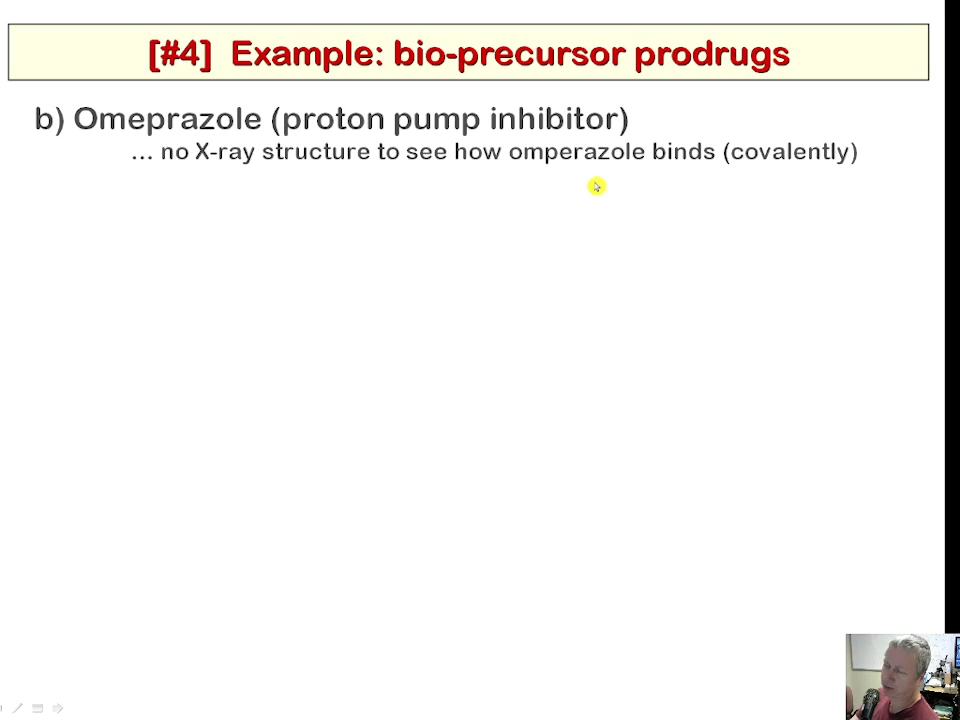 [#4] Example: bio-precursor prodrugs
b) Omeprazole (proton pump inhibitor)
... no X-ray structure to see how omperazole binds (covalently)